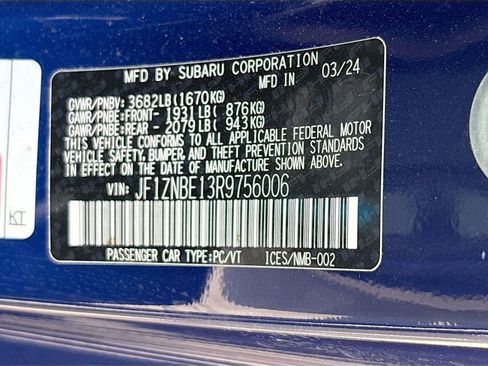 MFD BY SUBARU CORPORATION 03/24
GVWR/PNBV: 3682LB(1670KG)
GAWR/PNBE:FRONT- 1931LB( 876KG)
GAWR/PNBE:REAR - 2079LB( 943KG)
THIS VEHICLE CONFORMS TO ALL APPLICABLE FEDERAL MOTOR
VEHICLE SAFETY, BUMPER, AND THEFT PREVENTION STANDARDS
IN EFFECT ON THE DATE OF MANUFACTURE SHOWN ABOVE.
VIN: JF1ZNBE13R9756006
PASSENGER CAR TYPE:PC/VT ICES/NMB-002
KT